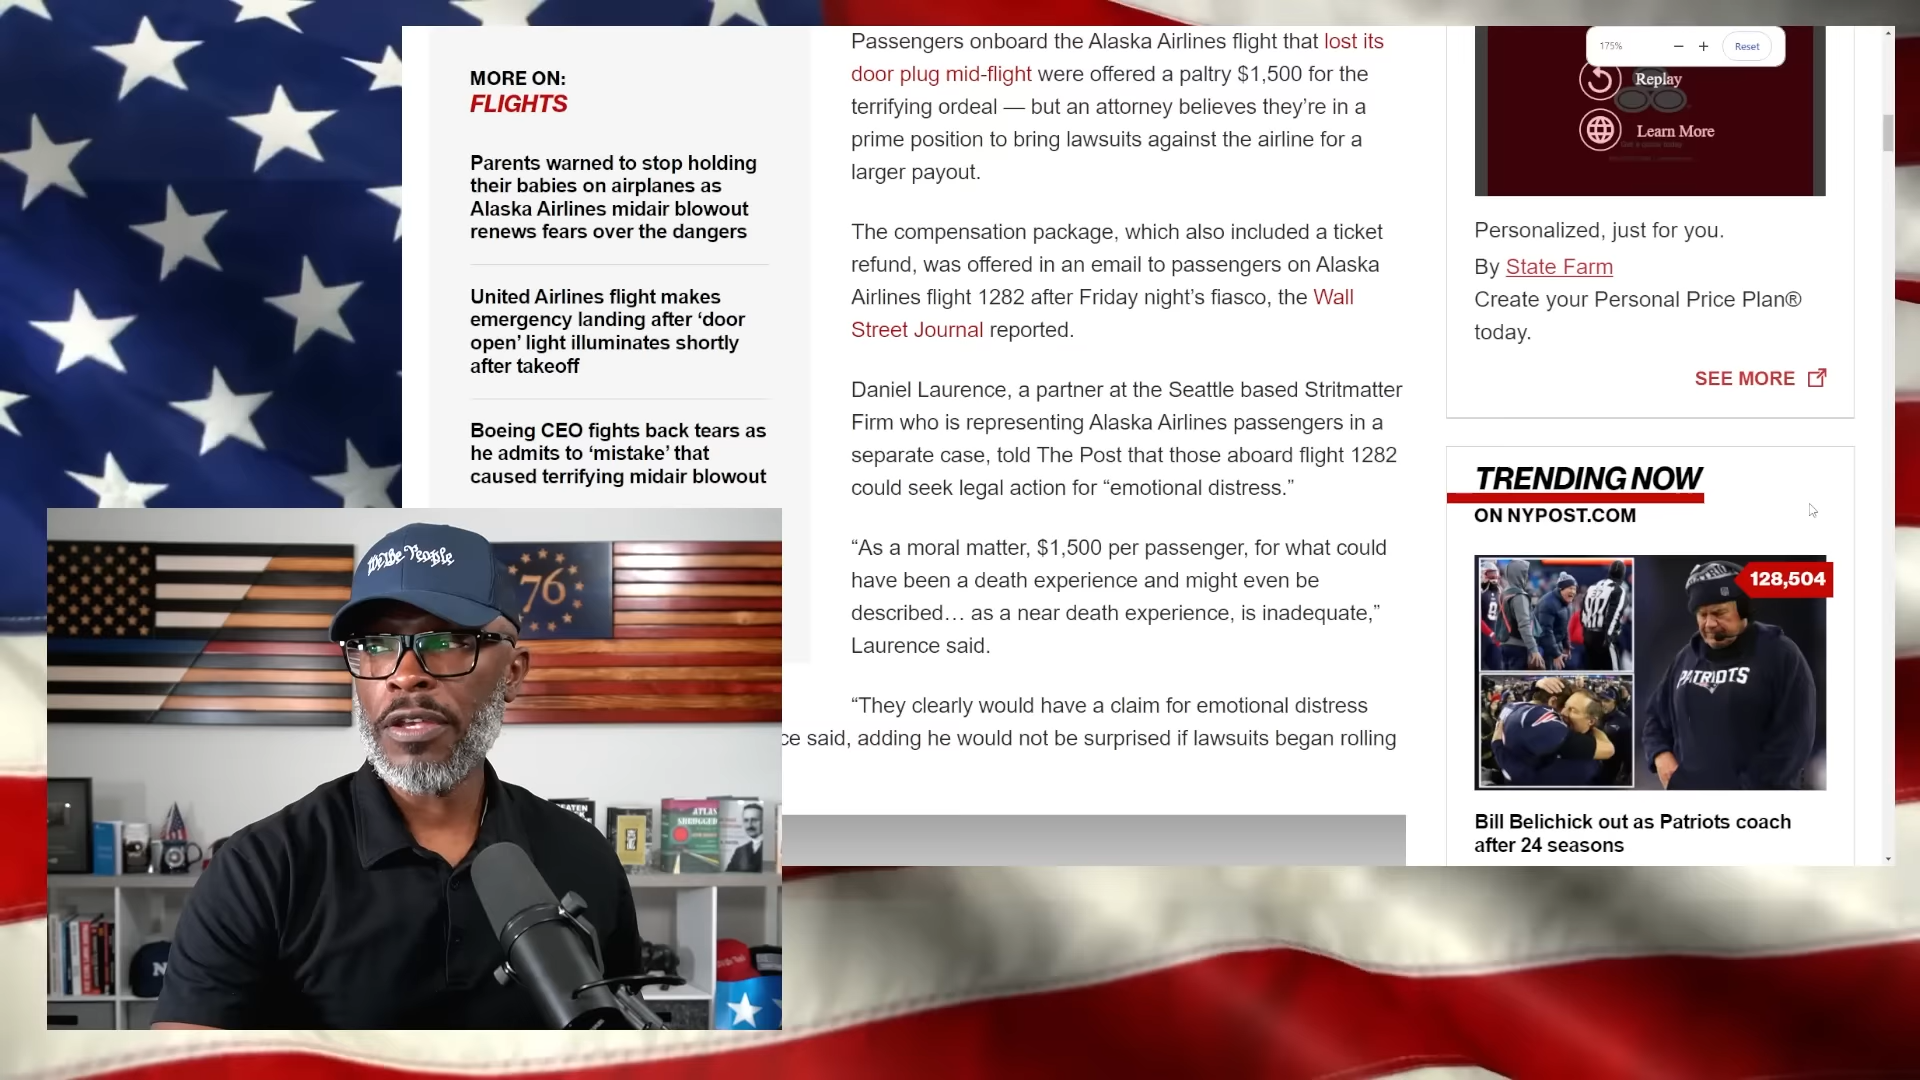 MORE ON:
FLIGHTS
Parents warned to stop holding
their babies on airplanes as
Alaska Airlines midair blowout
renews fears over the dangers
United Airlines flight makes
emergency landing after ‘door
open’ light illuminates shortly
after takeoff
Boeing CEO fights back tears as
he admits to ‘mistake’ that
caused terrifying midair blowout
Passengers onboard the Alaska Airlines flight that lost its
door plug mid-flight were offered a paltry $1,500 for the
terrifying ordeal — but an attorney believes they’re in a
prime position to bring lawsuits against the airline for a
larger payout.
The compensation package, which also included a ticket
refund, was offered in an email to passengers on Alaska
Airlines flight 1282 after Friday night’s fiasco, the Wall
Street Journal reported.
Daniel Laurence, a partner at the Seattle based Stritmatter
Firm who is representing Alaska Airlines passengers in a
separate case, told The Post that those aboard flight 1282
could seek legal action for “emotional distress.”
“As a moral matter, $1,500 per passenger, for what could
have been a death experience and might even be
described… as a near death experience, is inadequate,”
Laurence said.
“They clearly would have a claim for emotional distress
ce said, adding he would not be surprised if lawsuits began rolling
175%
Reset
Replay
Learn More
Personalized, just for you.
By State Farm
Create your Personal Price Plan®
today.
SEE MORE
TRENDING NOW
ON NYPOST.COM
128,504
PATRIOTS
Bill Belichick out as Patriots coach
after 24 seasons
We The People
76
ATLAS
SHRUGGED
N